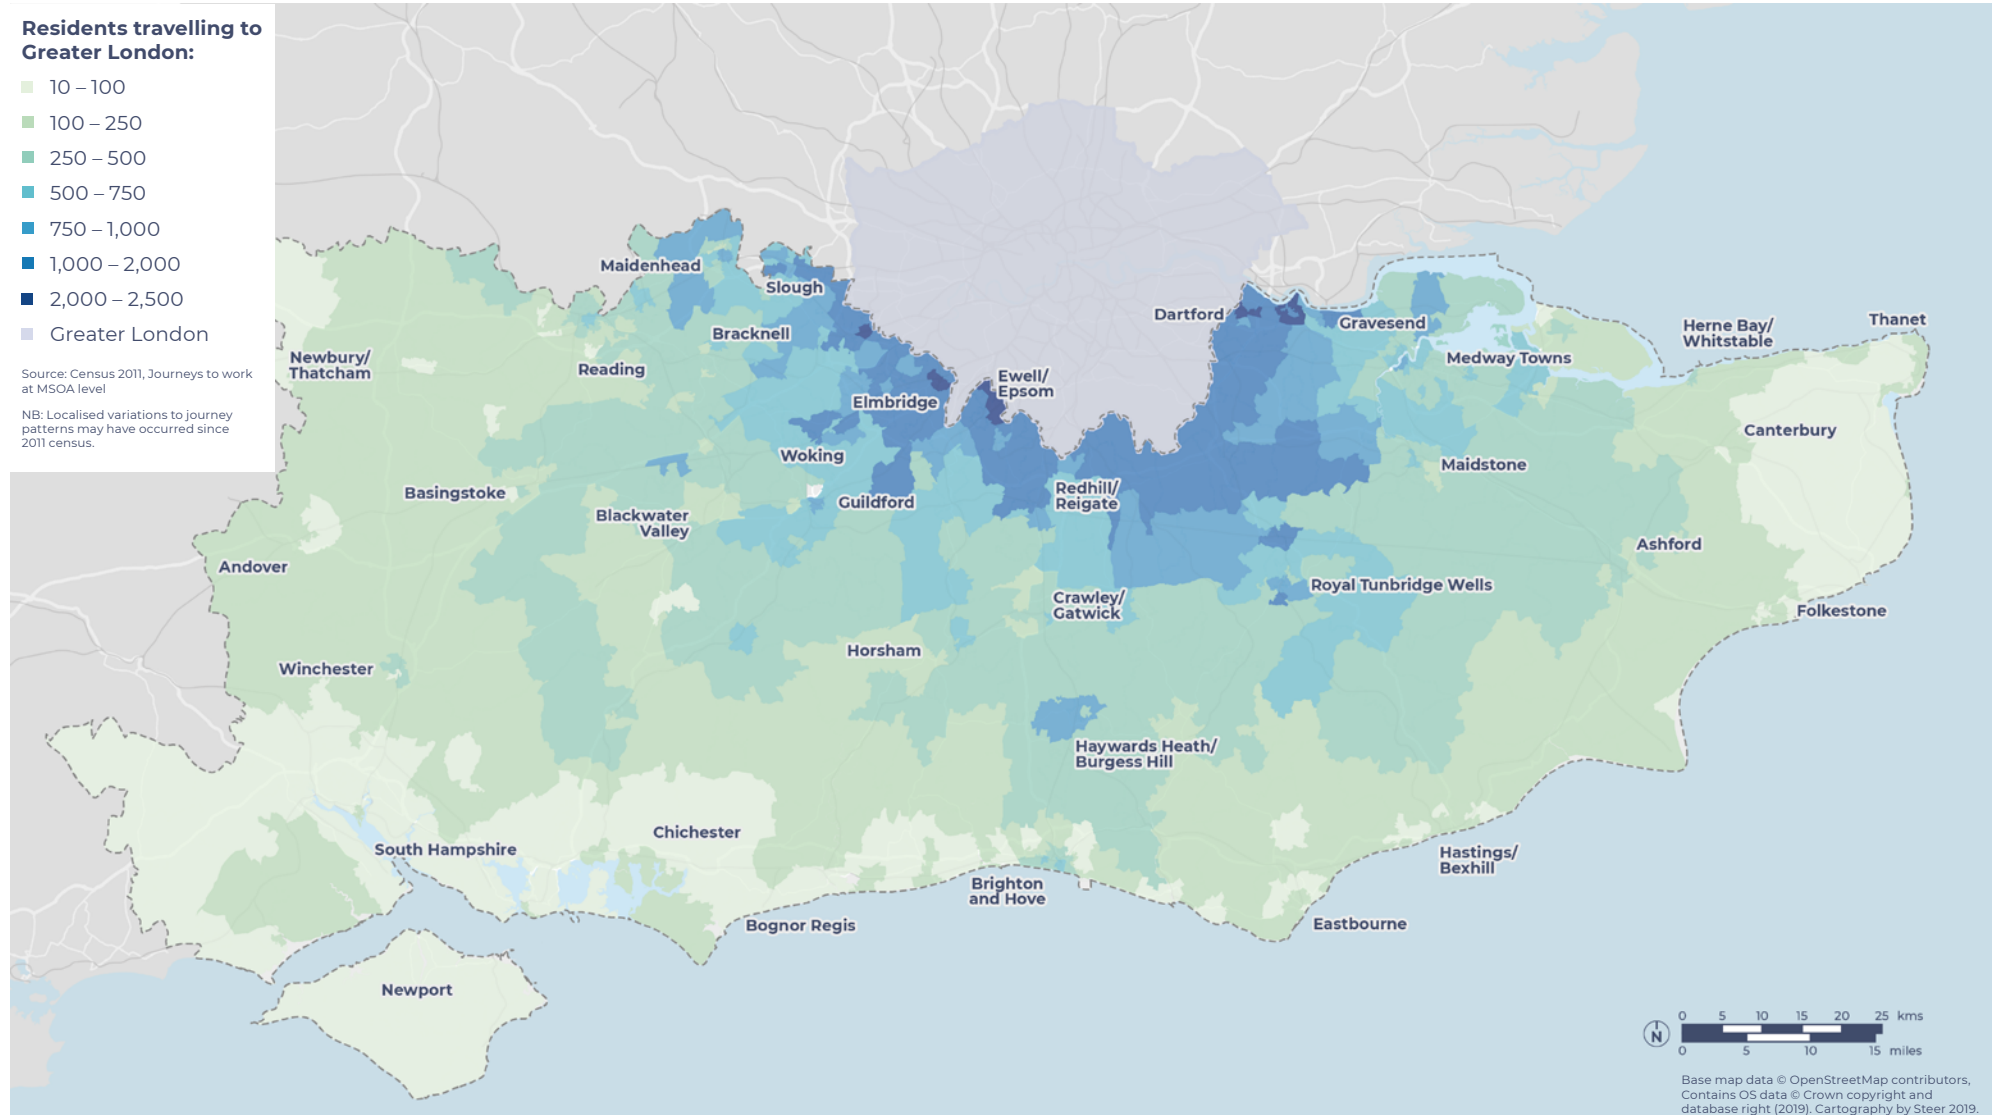 Residents travelling to
Greater London:
10 – 100
100 – 250
250 – 500
500 – 750
750 – 1,000
1,000 – 2,000
2,000 – 2,500
Greater London
Source: Census 2011, Journeys to work
at MSOA level
NB: Localised variations to journey
patterns may have occurred since
2011 census.
Maidenhead
Slough
Dartford
Gravesend
Herne Bay/
Whitstable
Thanet
Bracknell
Newbury/
Thatcham
Reading
Medway Towns
Ewell/
Epsom
Elmbridge
Canterbury
Woking
Maidstone
Basingstoke
Guildford
Redhill/
Reigate
Blackwater
Valley
Ashford
Andover
Royal Tunbridge Wells
Crawley/
Gatwick
Folkestone
Horsham
Winchester
Haywards Heath/
Burgess Hill
Chichester
South Hampshire
Hastings/
Bexhill
Brighton
and Hove
Bognor Regis
Eastbourne
Newport
0 5 10 15 20 25 kms
N
0 5 10 15 miles
Base map data © OpenStreetMap contributors,
Contains OS data © Crown copyright and
database right (2019). Cartography by Steer 2019.